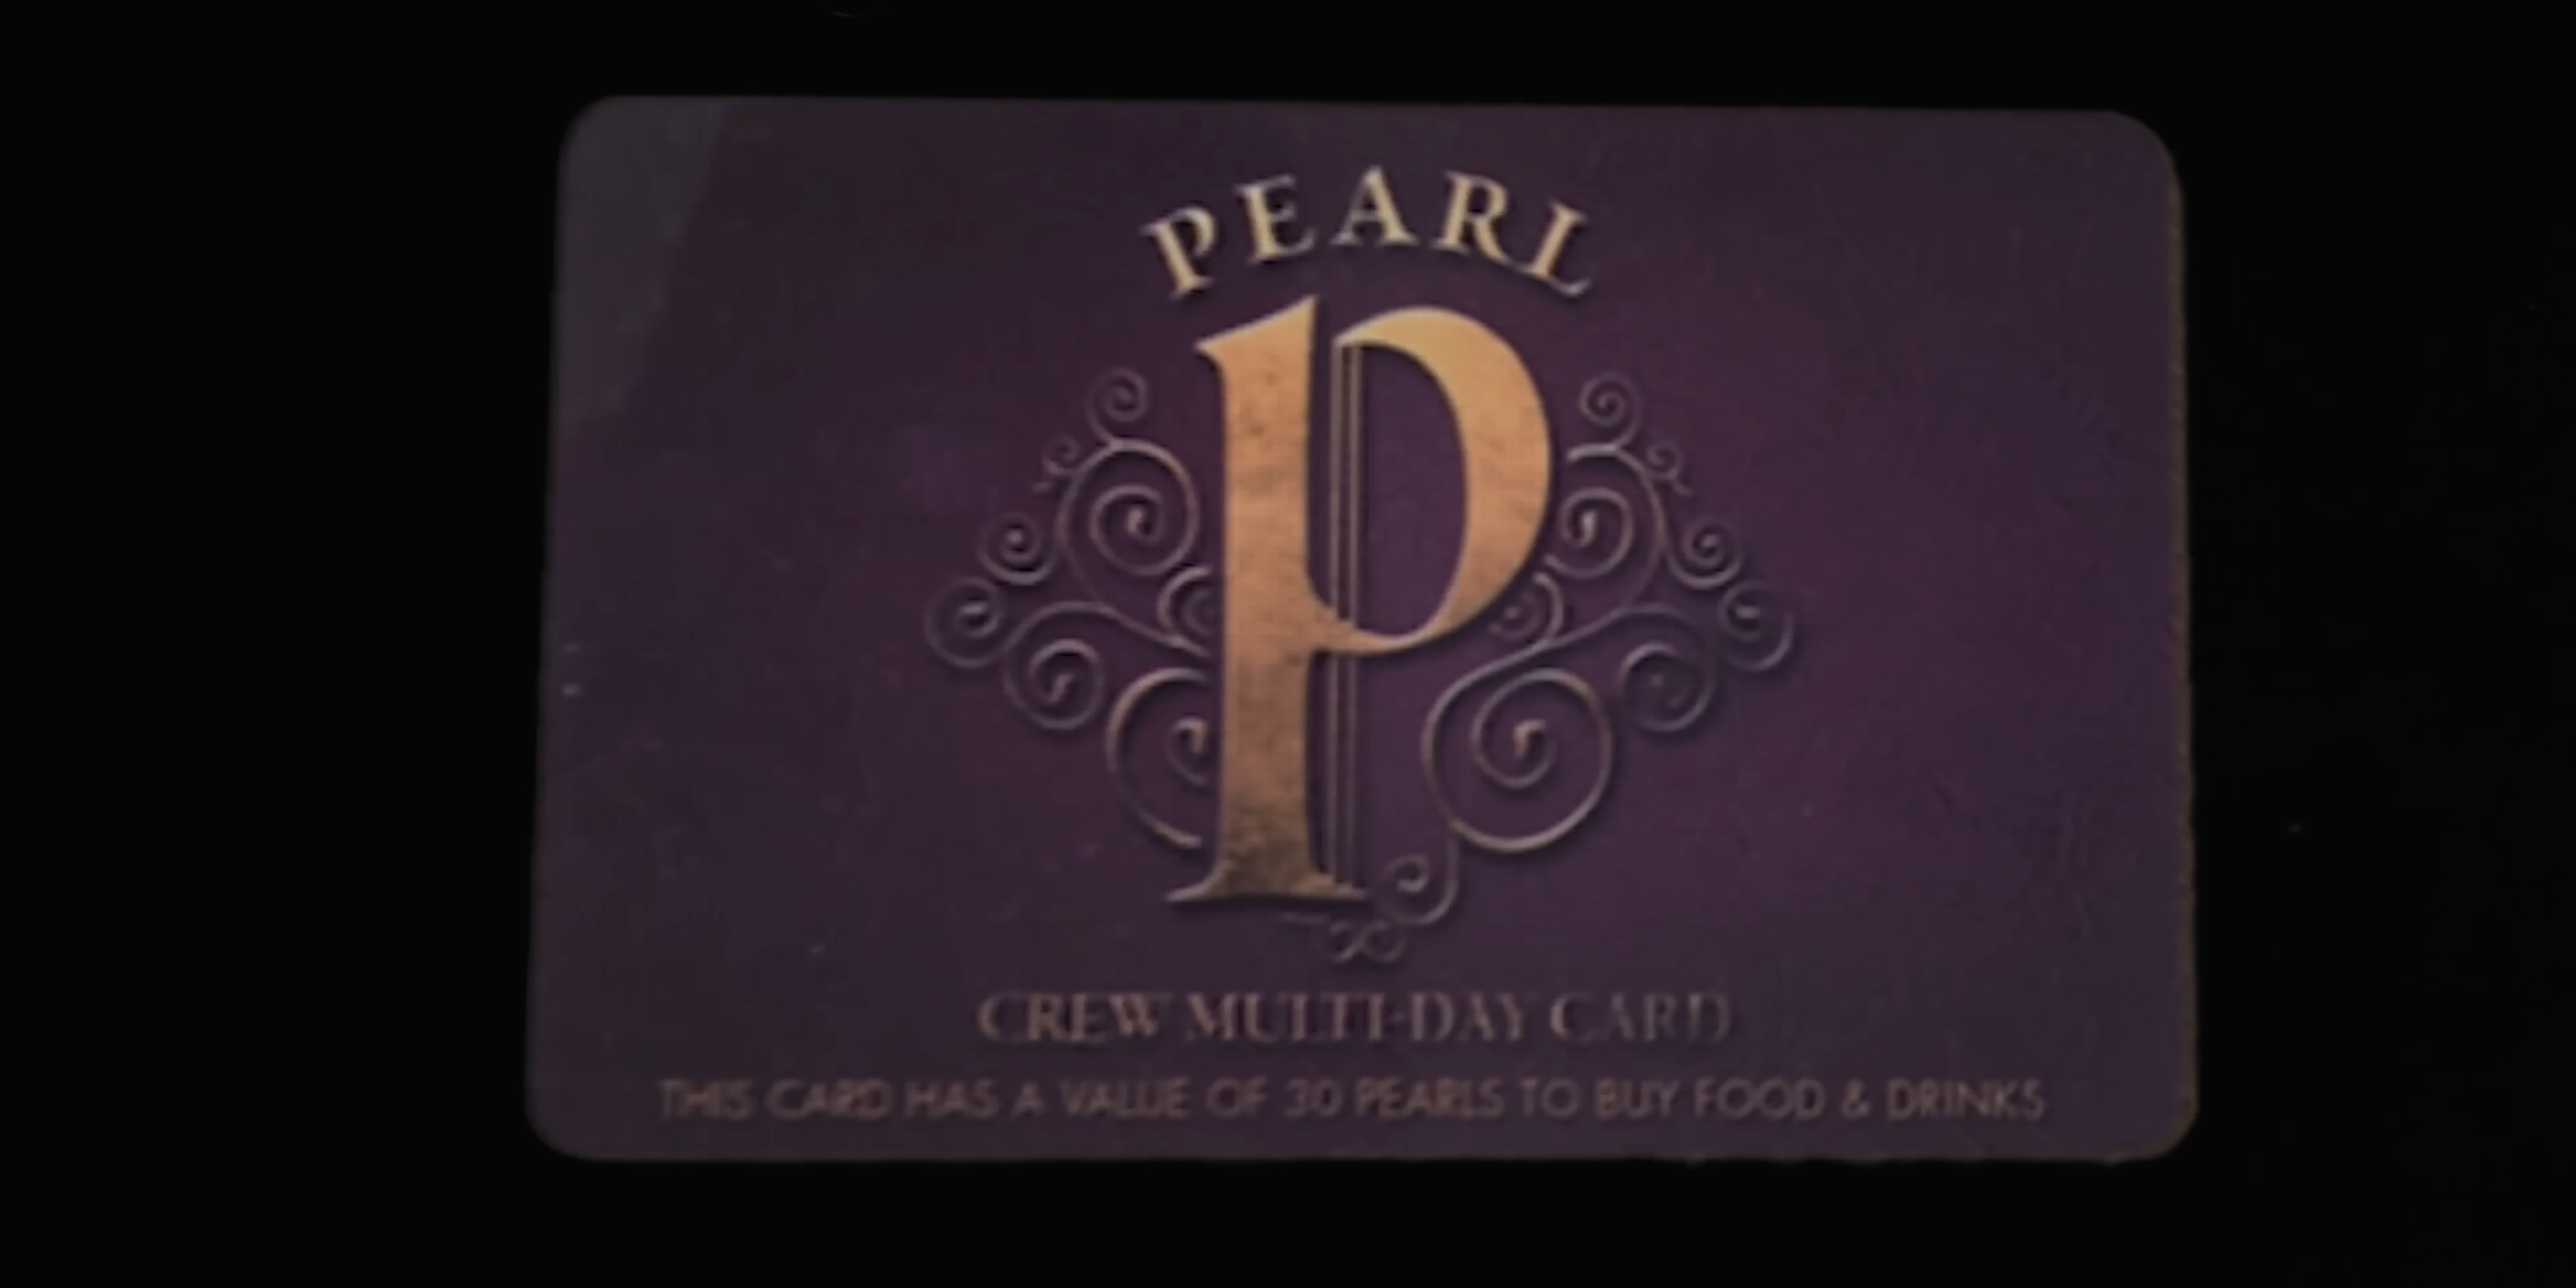 PEARL
P
CREW MULTI-DAY CARD
THIS CARD HAS A VALUE OF 30 PEARLS TO BUY FOOD & DRINKS